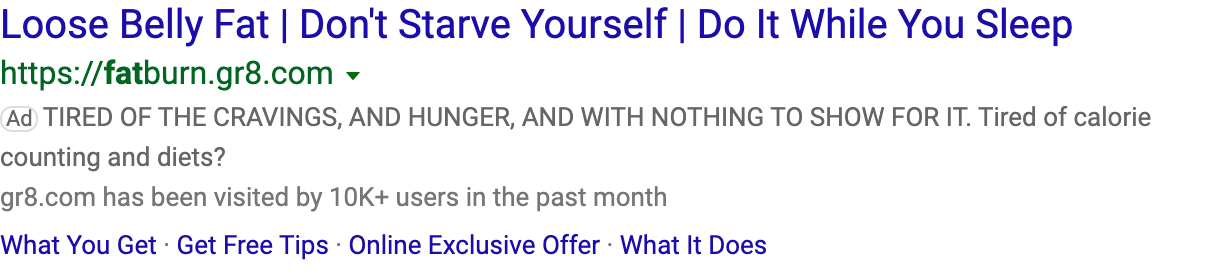 Loose Belly Fat | Don't Starve Yourself | Do It While You Sleep
https://fatburn.gr8.com
Ad TIRED OF THE CRAVINGS, AND HUNGER, AND WITH NOTHING TO SHOW FOR IT. Tired of calorie
counting and diets?
gr8.com has been visited by 10K+ users in the past month
What You Get · Get Free Tips · Online Exclusive Offer · What It Does